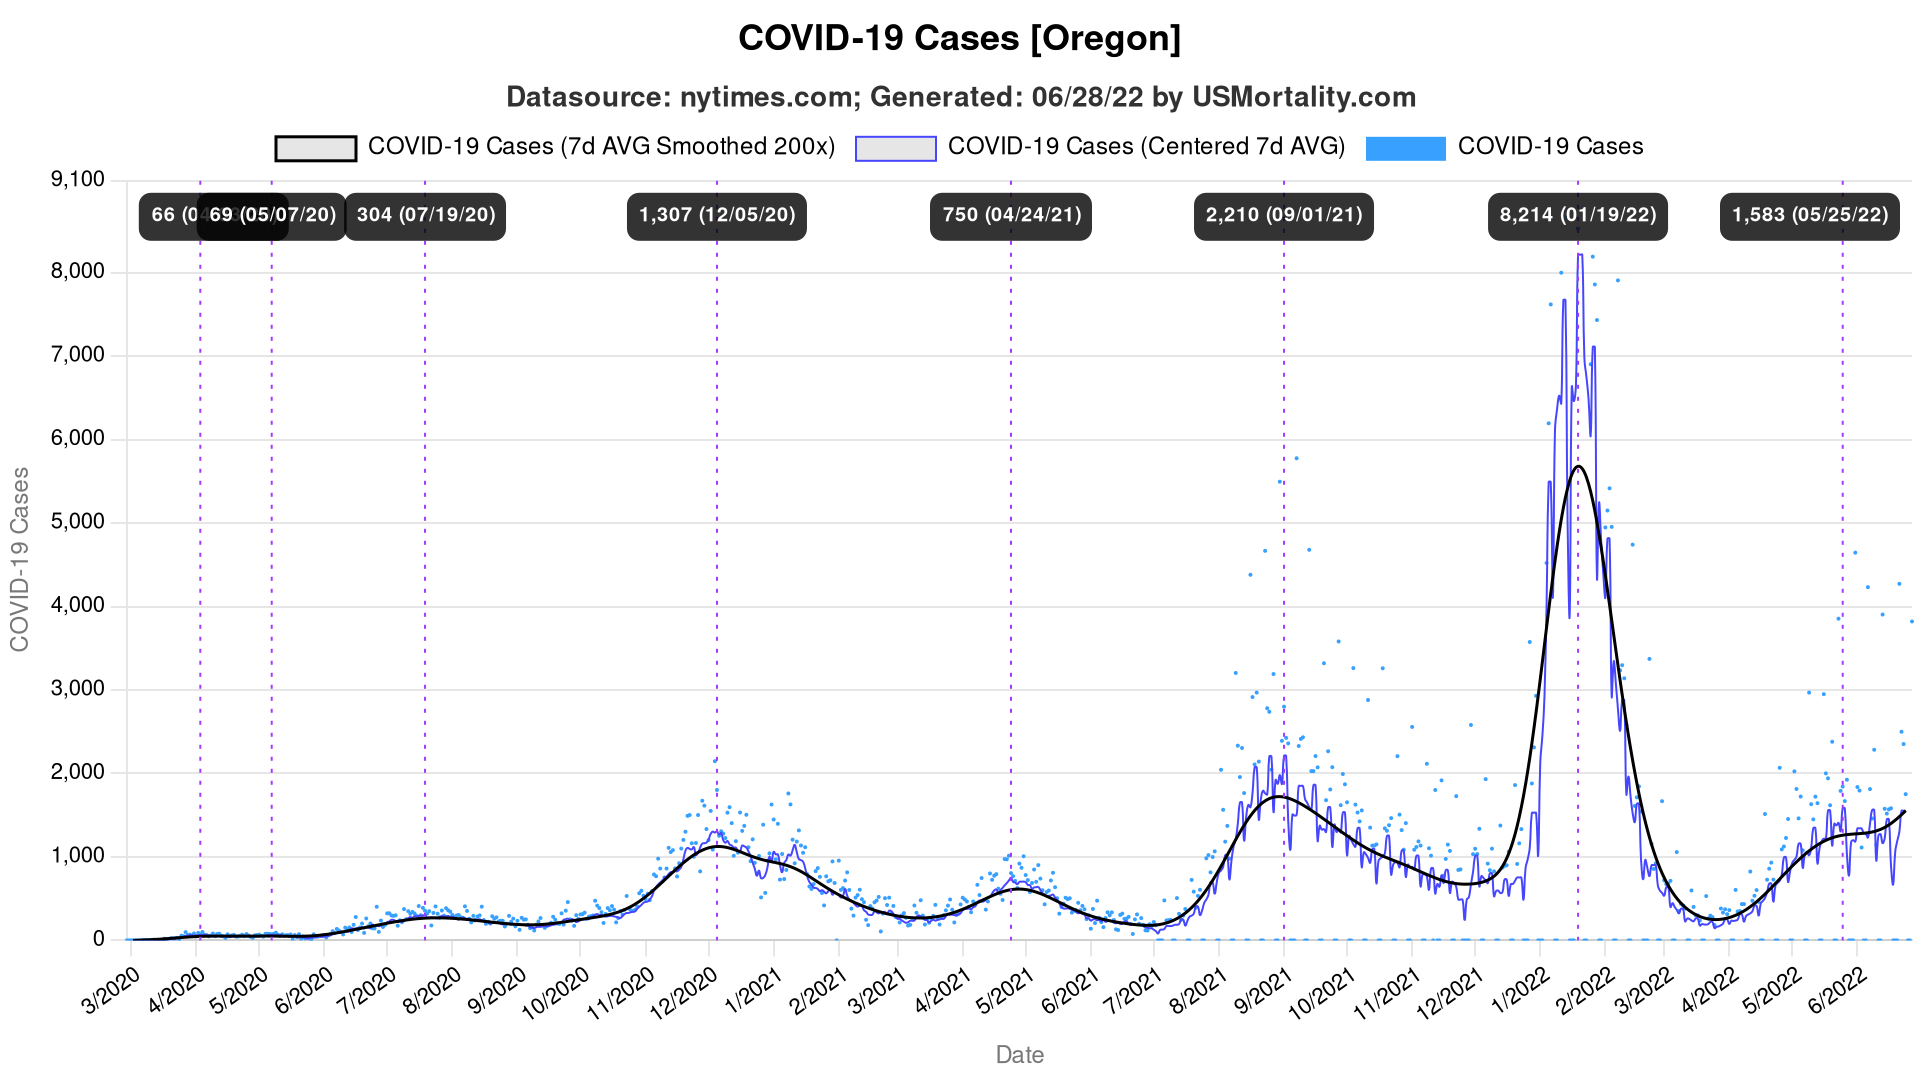 COVID-19 Cases [Oregon]
Datasource: nytimes.com; Generated: 06/28/22 by USMortality.com
COVID-19 Cases (7d AVG Smoothed 200x) COVID-19 Cases (Centered 7d AVG) COVID-19 Cases
9,100
66 69 (05/07/20) 304 (07/19/20) 1,307 (12/05/20) 750 (04/24/21) 2,210 (09/01/21) 8,214 (01/19/22) 1,583 (05/25/22)
8,000
7,000
6,000
5,000
4,000
3,000
2,000
1,000
0
COVID-19 Cases
3/2020 4/2020 5/2020 6/2020 7/2020 8/2020 9/2020 10/2020 11/2020 12/2020 1/2021 2/2021 3/2021 4/2021 5/2021 6/2021 7/2021 8/2021 9/2021 10/2021 11/2021 12/2021 1/2022 2/2022 3/2022 4/2022 5/2022 6/2022
Date